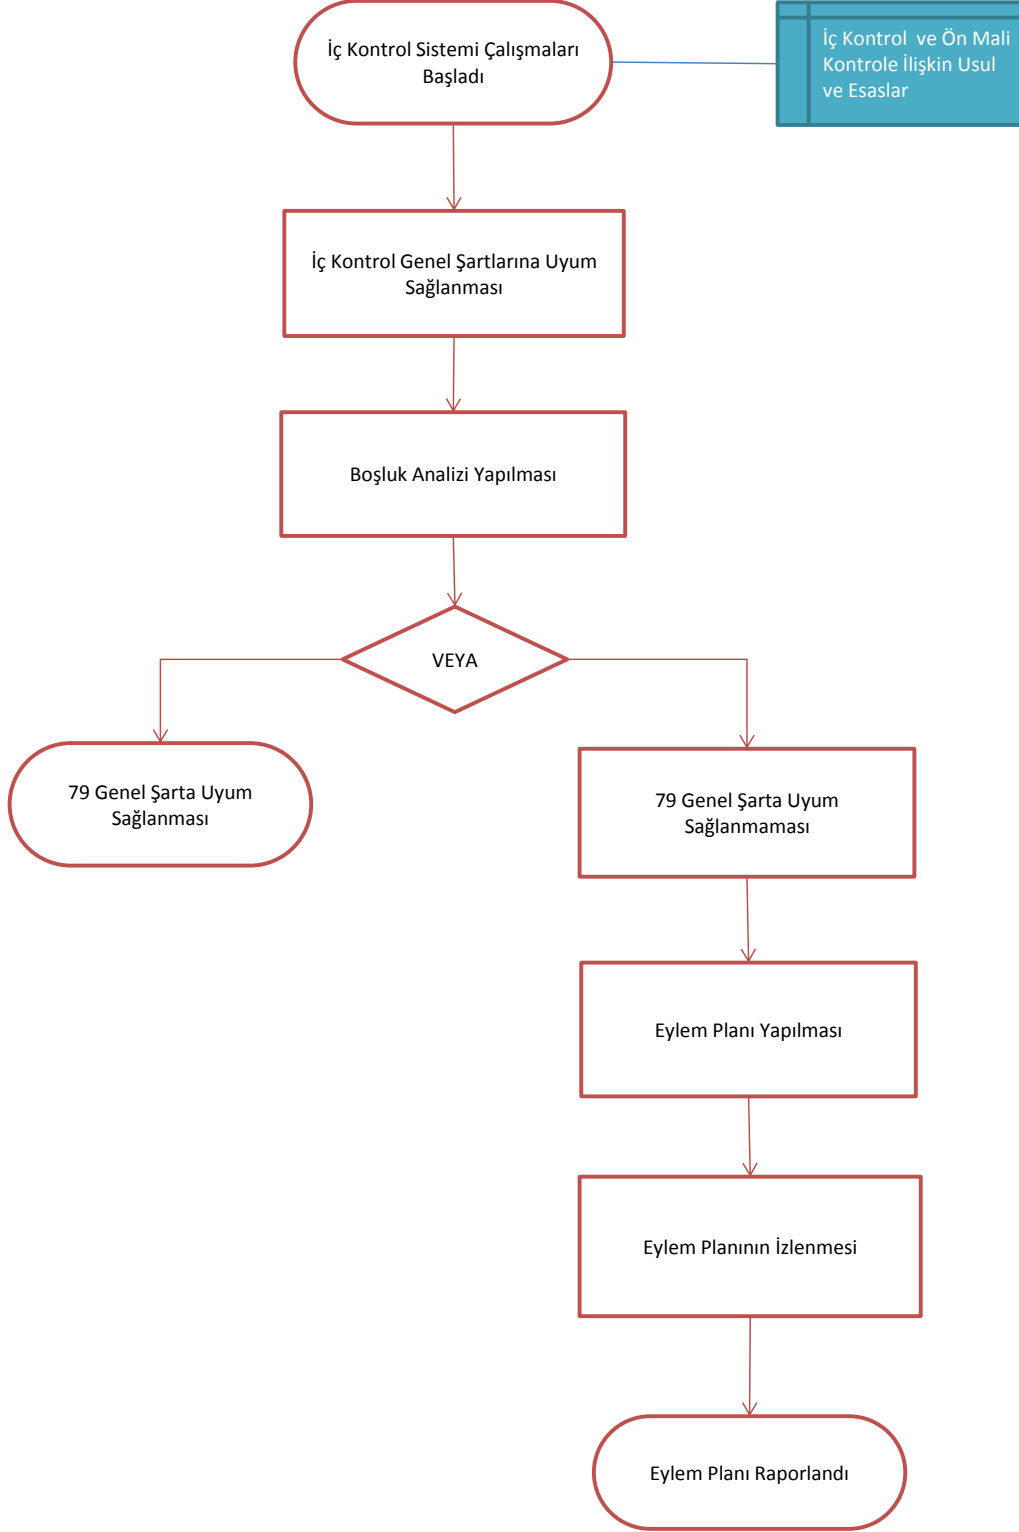 İç Kontrol Sistemi Çalışmaları
Başladı
İç Kontrol ve Ön Mali
Kontrole İlişkin Usul
ve Esaslar
İç Kontrol Genel Şartlarına Uyum
Sağlanması
Boşluk Analizi Yapılması
VEYA
79 Genel Şarta Uyum
Sağlanması
79 Genel Şarta Uyum
Sağlanmaması
Eylem Planı Yapılması
Eylem Planının İzlenmesi
Eylem Planı Raporlandı